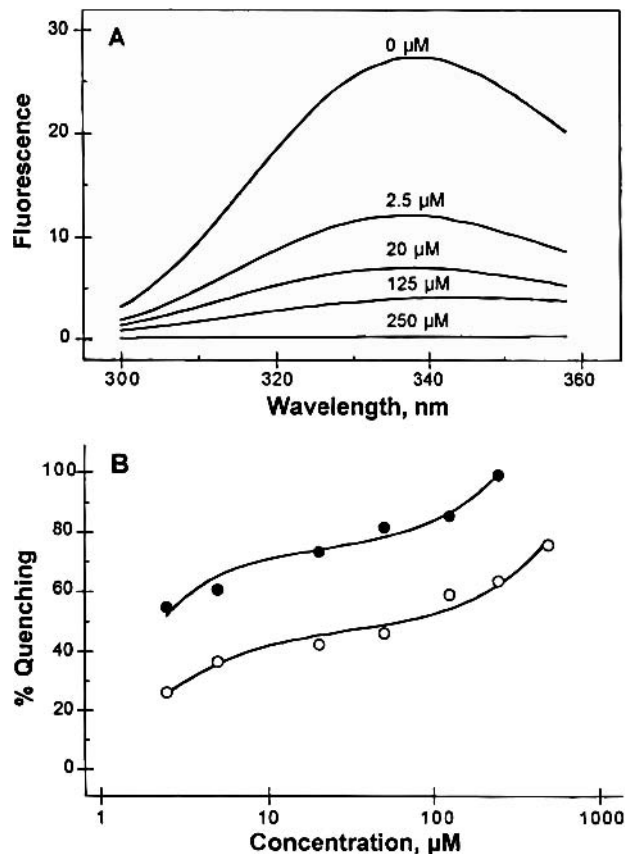 A
30
20
10
0
Fluorescence
0 µM
2.5 µM
20 µM
125 µM
250 µM
300
320
340
360
Wavelength, nm
B
100
80
60
40
20
0
% Quenching
1
10
100
1000
Concentration, µM